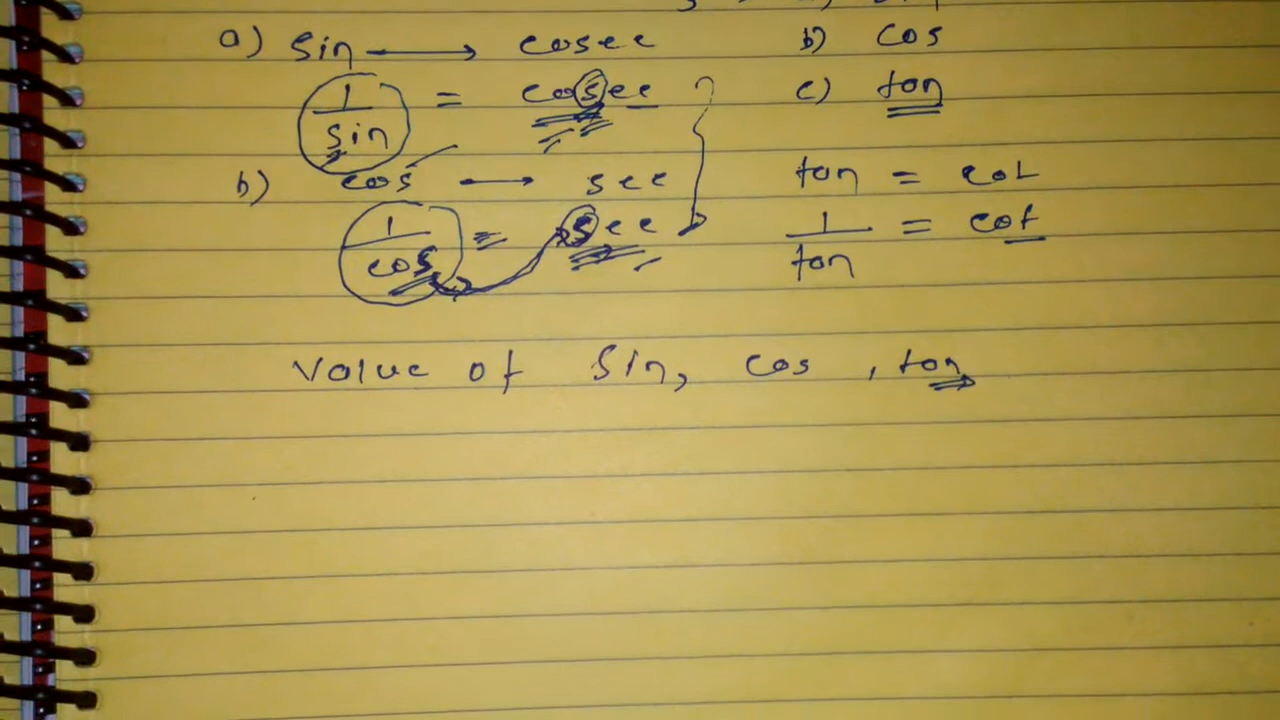 a) Sin → cosec b) cos
1/sin = cosec c) tan
b) cos → sec tan = cot
1/cos = sec 1/tan = cot
Value of Sin, cos, tan